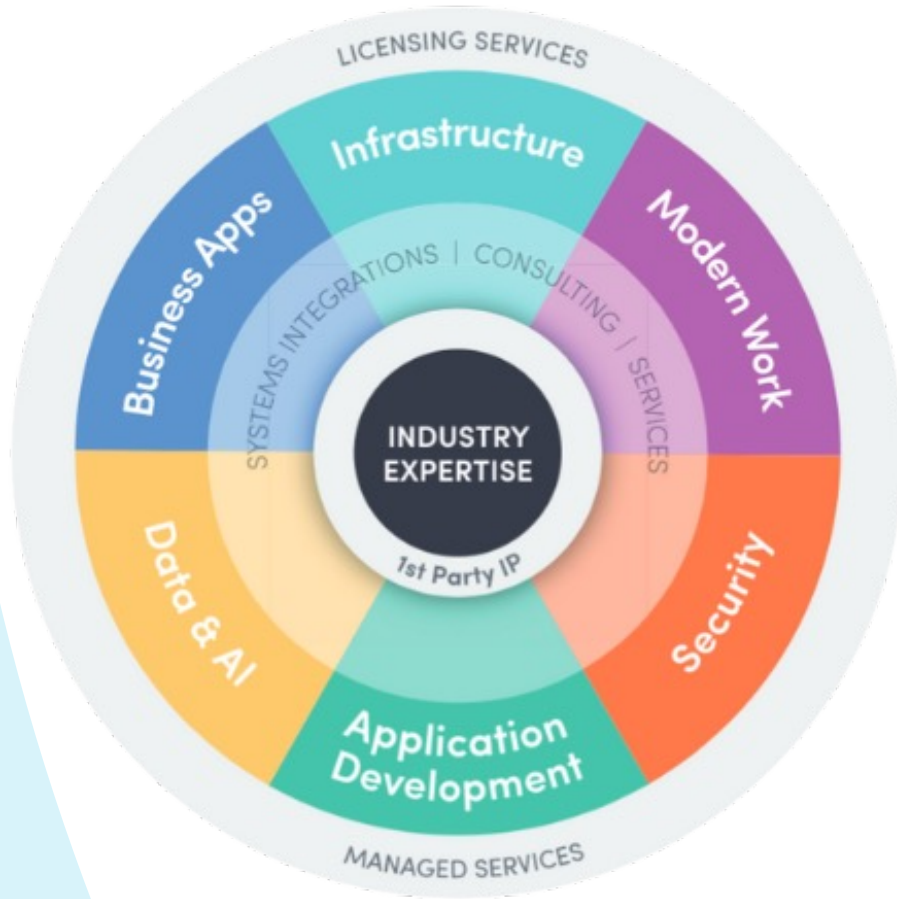 LICENSING SERVICES
Infrastructure
Modern Work
Security
Application
Development
Data & AI
Business Apps
SYSTEMS INTEGRATIONS | CONSULTING | SERVICES
INDUSTRY
EXPERTISE
1st Party IP
MANAGED SERVICES